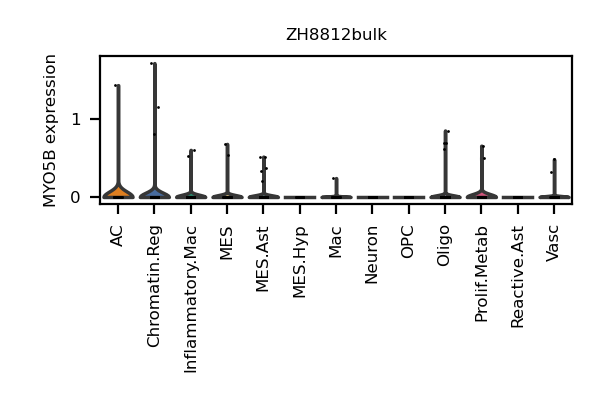 ZH8812bulk
MYO5B expression
1
0
AC
Chromatin.Reg
Inflammatory.Mac
MES
MES.Ast
MES.Hyp
Mac
Neuron
OPC
Oligo
Prolif.Metab
Reactive.Ast
Vasc